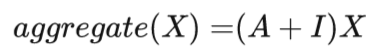 aggregate(X) =(A + I)X